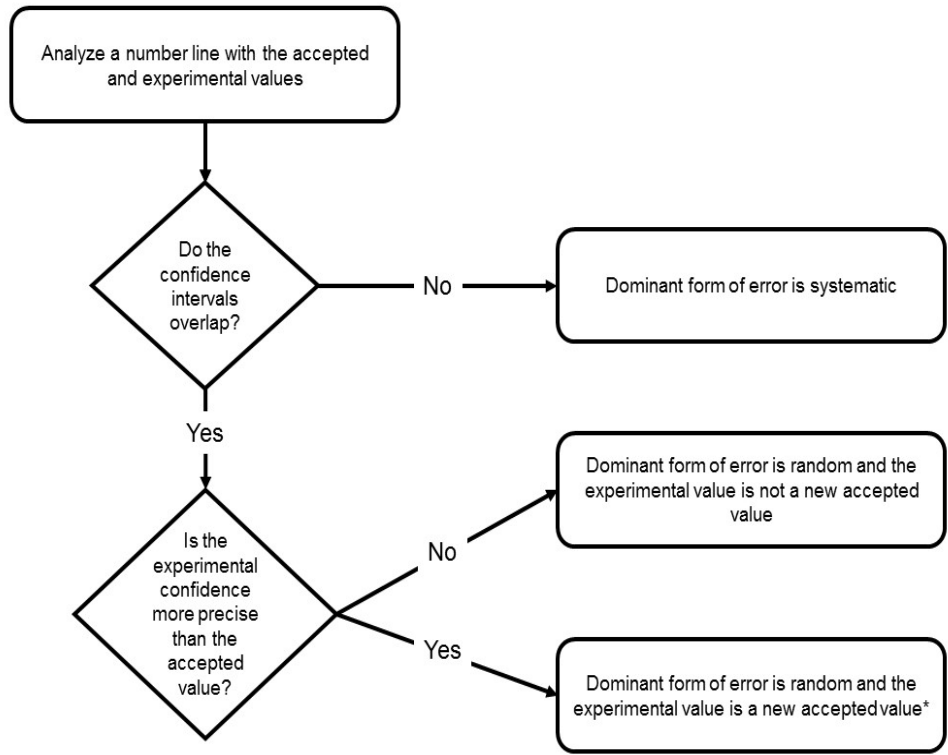 Analyze a number line with the accepted
and experimental values
Do the
confidence
intervals
overlap?
No
Dominant form of error is systematic
Yes
Is the
experimental
confidence
more precise
than the
accepted
value?
No
Dominant form of error is random and the
experimental value is not a new accepted
value
Yes
Dominant form of error is random and the
experimental value is a new accepted value*